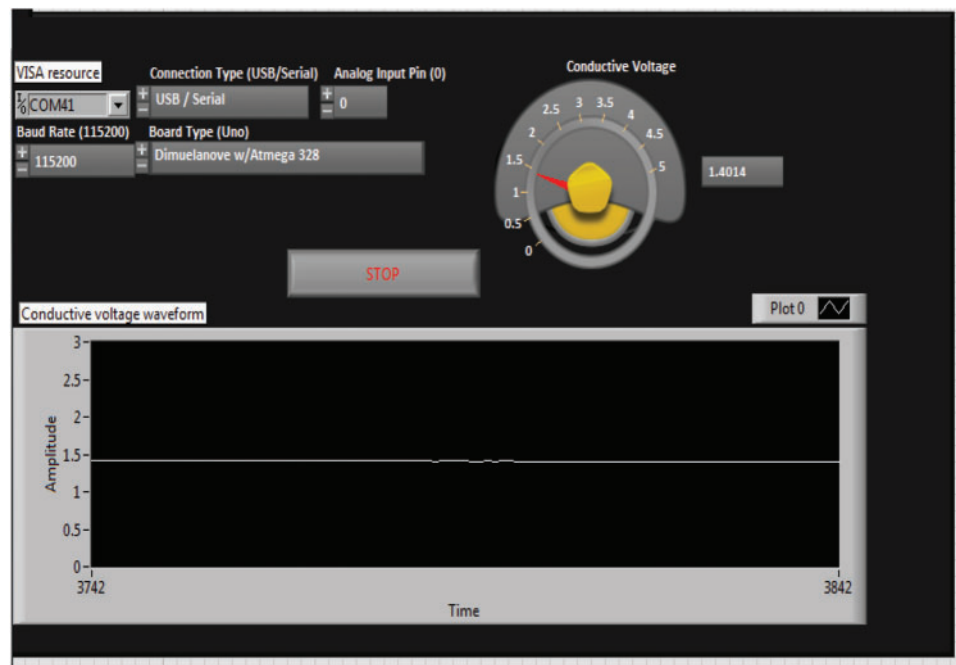 VISA resource
Connection Type (USB/Serial)
Analog Input Pin (0)
COM41
USB / Serial
0
Baud Rate (115200)
Board Type (Uno)
115200
Dimuelanove w/Atmega 328
Conductive Voltage
0
0.5
1
1.5
2
2.5
3
3.5
4
4.5
5
1.4014
STOP
Conductive voltage waveform
Plot 0
Amplitude
3
2.5
2
1.5
1
0.5
0
3742
3842
Time